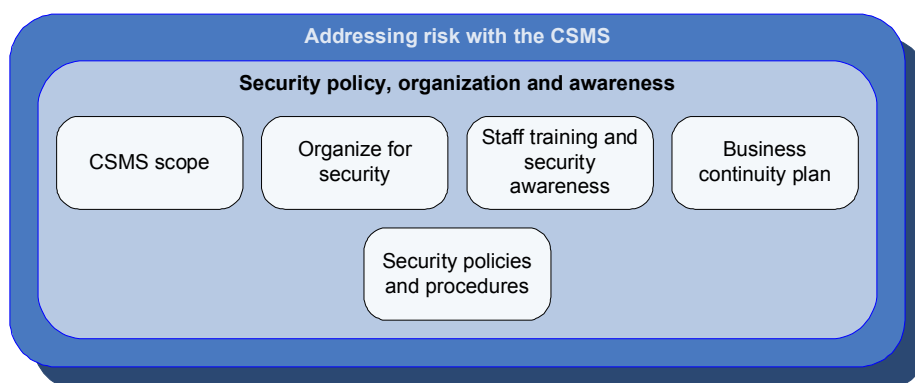 Addressing risk with the CSMS
Security policy, organization and awareness
CSMS scope
Organize for
security
Staff training and
security
awareness
Business
continuity plan
Security policies
and procedures